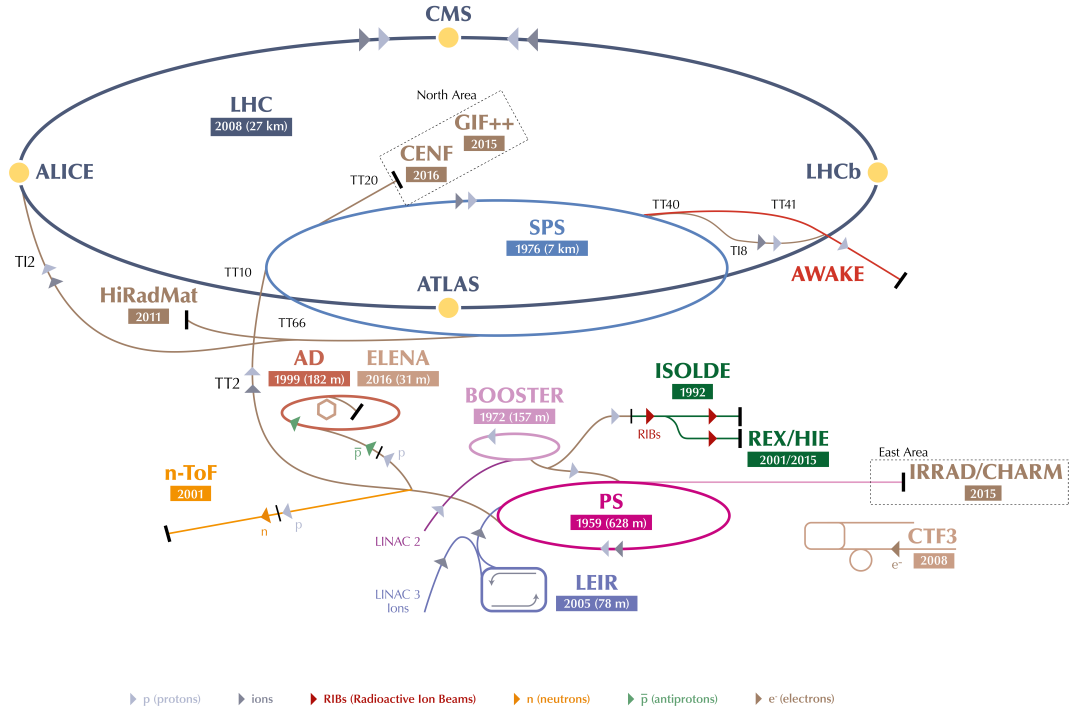 CMS
North Area
LHC
2008 (27 km)
GIF++
2015
CENF
2016
TT20
ALICE
LHCb
TT40
TT41
SPS
1976 (7 km)
TI8
TI2
TT10
AWAKE
ATLAS
HiRadMat
2011
TT66
AD
1999 (182 m)
ELENA
2016 (31 m)
TT2
ISOLDE
1992
BOOSTER
1972 (157 m)
RIBs
REX/HIE
2001/2015
p̅
p
East Area
n-ToF
2001
IRRAD/CHARM
2015
PS
1959 (628 m)
n
p
LINAC 2
CTF3
2008
e-
LEIR
2005 (78 m)
LINAC 3
Ions
p (protons)
ions
RIBs (Radioactive Ion Beams)
n (neutrons)
p̅ (antiprotons)
e- (electrons)